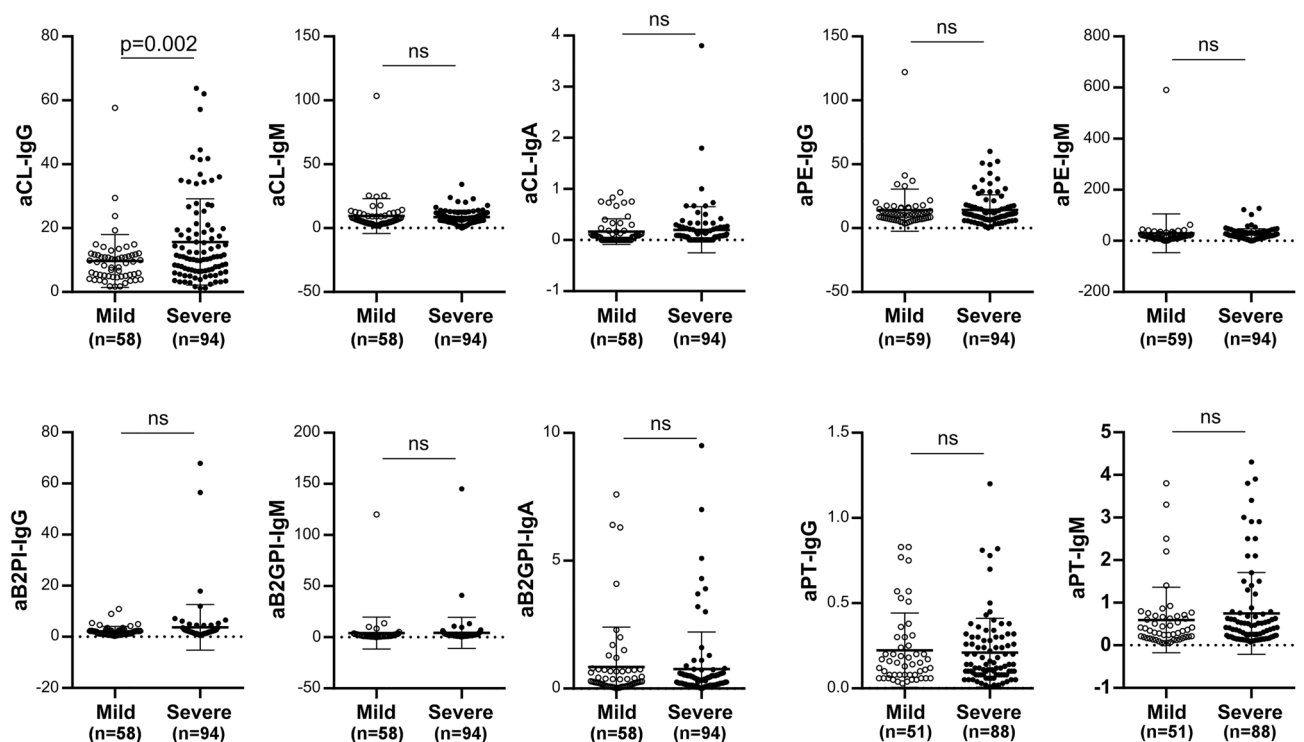 p=0.002
aCL-IgG
80
60
40
20
0
Mild Severe
(n=58) (n=94)
ns
aCL-IgM
150
100
50
0
-50
Mild Severe
(n=58) (n=94)
ns
aCL-IgA
4
3
2
1
0
-1
Mild Severe
(n=58) (n=94)
ns
aPE-IgG
150
100
50
0
-50
Mild Severe
(n=59) (n=94)
ns
aPE-IgM
800
600
400
200
0
-200
Mild Severe
(n=59) (n=94)
ns
aB2PI-IgG
80
60
40
20
0
-20
Mild Severe
(n=58) (n=94)
ns
aB2GPI-IgM
200
150
100
50
0
-50
Mild Severe
(n=58) (n=94)
ns
aB2GPI-IgA
10
5
0
Mild Severe
(n=58) (n=94)
ns
aPT-IgG
1.5
1.0
0.5
0.0
Mild Severe
(n=51) (n=88)
ns
aPT-IgM
5
4
3
2
1
0
-1
Mild Severe
(n=51) (n=88)